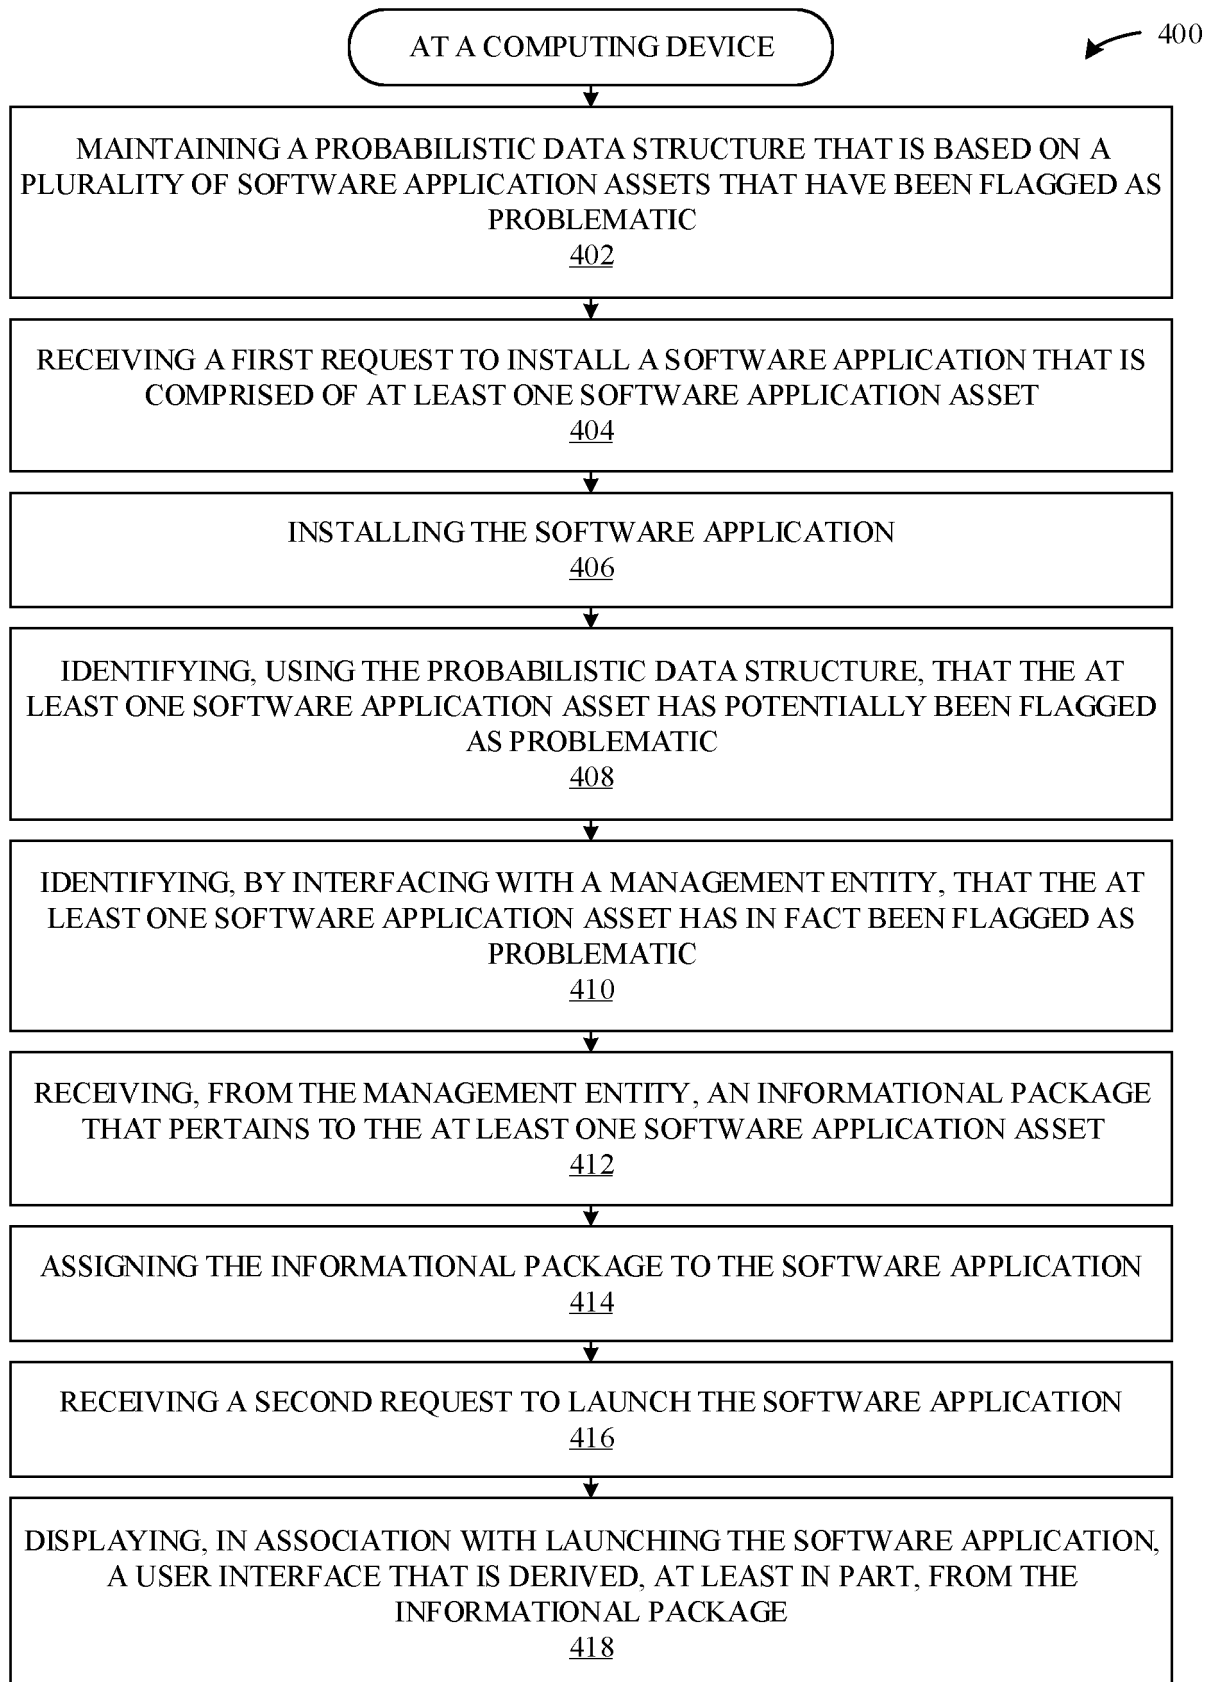 AT A COMPUTING DEVICE
400
MAINTAINING A PROBABILISTIC DATA STRUCTURE THAT IS BASED ON A
PLURALITY OF SOFTWARE APPLICATION ASSETS THAT HAVE BEEN FLAGGED AS
PROBLEMATIC
402
RECEIVING A FIRST REQUEST TO INSTALL A SOFTWARE APPLICATION THAT IS
COMPRISED OF AT LEAST ONE SOFTWARE APPLICATION ASSET
404
INSTALLING THE SOFTWARE APPLICATION
406
IDENTIFYING, USING THE PROBABILISTIC DATA STRUCTURE, THAT THE AT
LEAST ONE SOFTWARE APPLICATION ASSET HAS POTENTIALLY BEEN FLAGGED
AS PROBLEMATIC
408
IDENTIFYING, BY INTERFACING WITH A MANAGEMENT ENTITY, THAT THE AT
LEAST ONE SOFTWARE APPLICATION ASSET HAS IN FACT BEEN FLAGGED AS
PROBLEMATIC
410
RECEIVING, FROM THE MANAGEMENT ENTITY, AN INFORMATIONAL PACKAGE
THAT PERTAINS TO THE AT LEAST ONE SOFTWARE APPLICATION ASSET
412
ASSIGNING THE INFORMATIONAL PACKAGE TO THE SOFTWARE APPLICATION
414
RECEIVING A SECOND REQUEST TO LAUNCH THE SOFTWARE APPLICATION
416
DISPLAYING, IN ASSOCIATION WITH LAUNCHING THE SOFTWARE APPLICATION,
A USER INTERFACE THAT IS DERIVED, AT LEAST IN PART, FROM THE
INFORMATIONAL PACKAGE
418